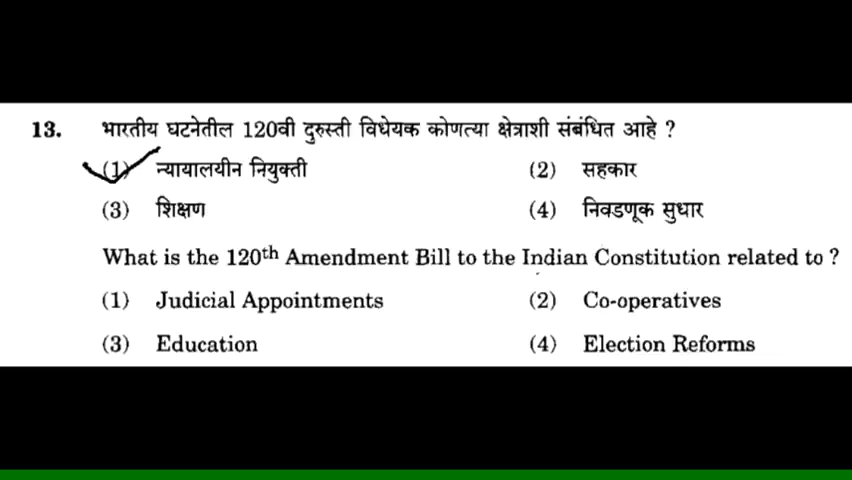 13. भारतीय घटनेतील 120वी दुरुस्ती विधेयक कोणत्या क्षेत्राशी संबंधित आहे ?
(1) न्यायालयीन नियुक्ती (2) सहकार
(3) शिक्षण (4) निवडणूक सुधार
What is the 120th Amendment Bill to the Indian Constitution related to ?
(1) Judicial Appointments (2) Co-operatives
(3) Education (4) Election Reforms